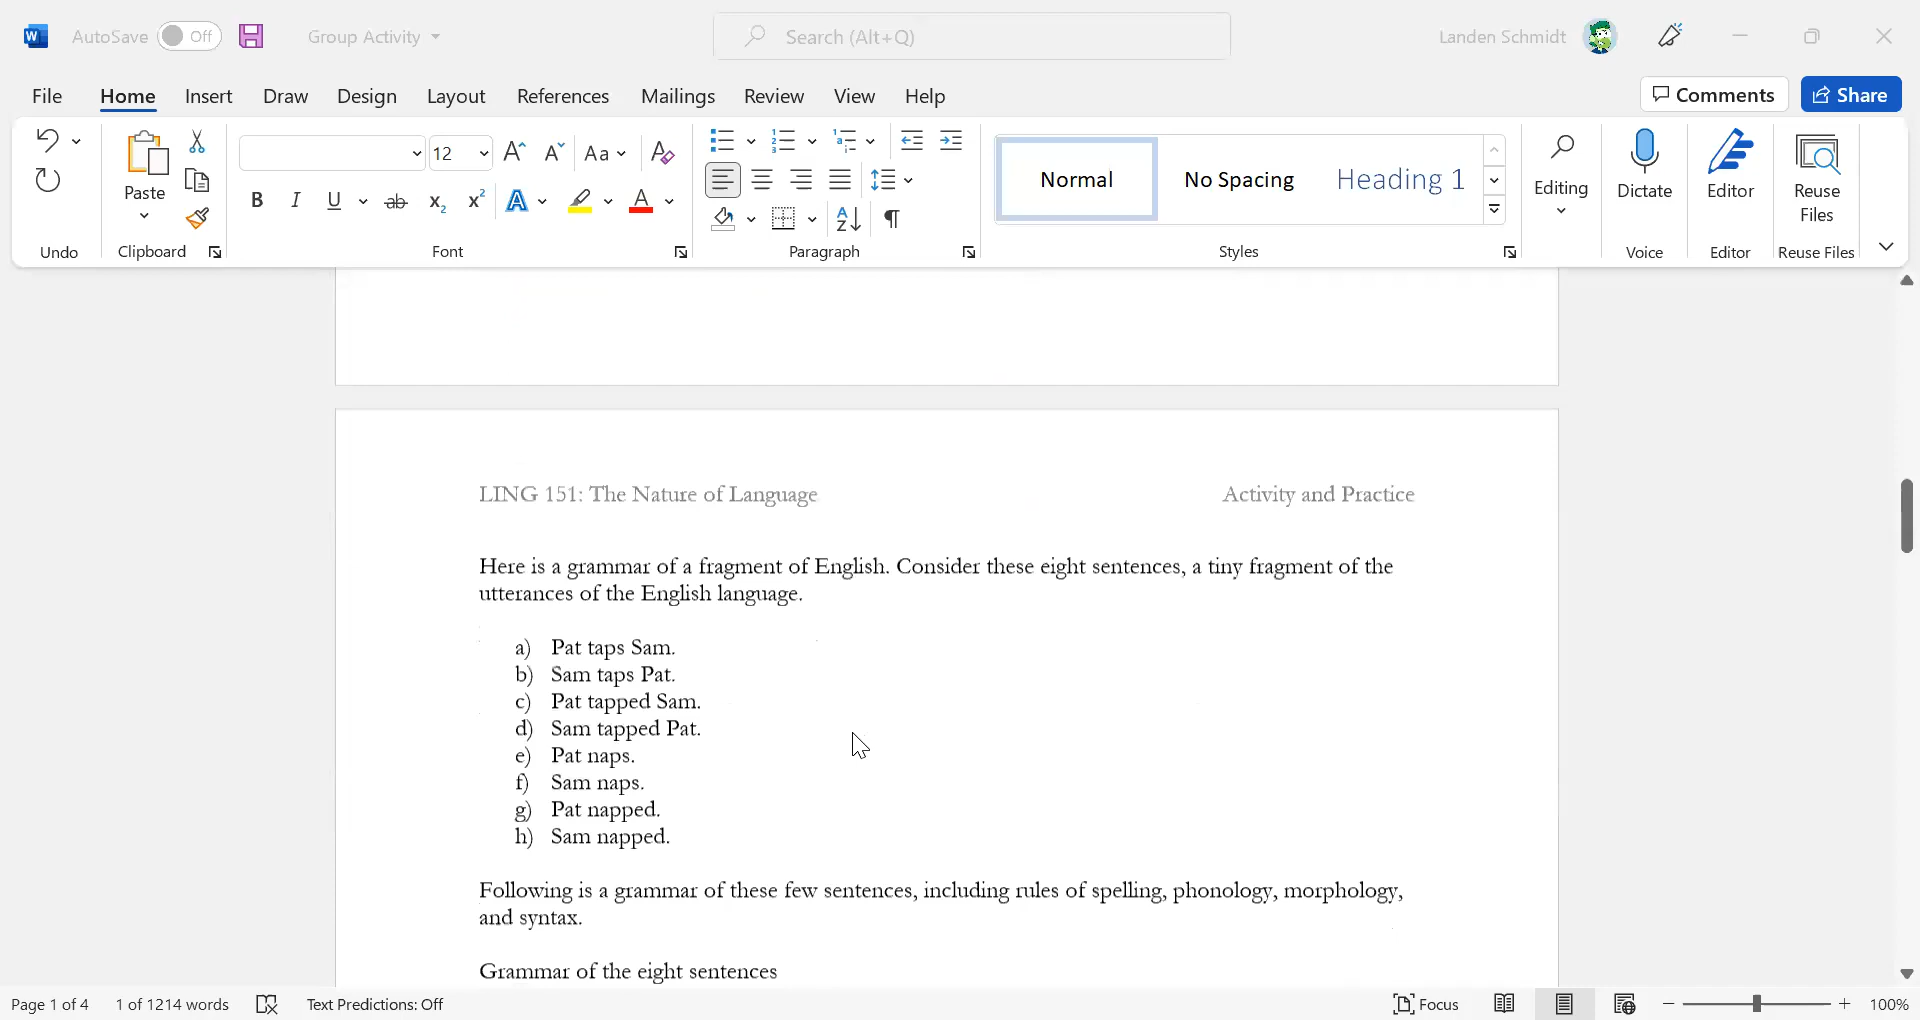 AutoSave Off Group Activity Search (Alt+Q) Landen Schmidt
File Home Insert Draw Design Layout References Mailings Review View Help Comments Share
Paste 12 Aa B I U ab x₂ x² A A A Z Normal No Spacing Heading 1 Editing Dictate Editor Reuse Files
Undo Clipboard Font Paragraph Styles Voice Editor Reuse Files
LING 151: The Nature of Language Activity and Practice
Here is a grammar of a fragment of English. Consider these eight sentences, a tiny fragment of the
utterances of the English language.
a) Pat taps Sam.
b) Sam taps Pat.
c) Pat tapped Sam.
d) Sam tapped Pat.
e) Pat naps.
f) Sam naps.
g) Pat napped.
h) Sam napped.
Following is a grammar of these few sentences, including rules of spelling, phonology, morphology,
and syntax.
Grammar of the eight sentences
Page 1 of 4 1 of 1214 words Text Predictions: Off Focus 100%